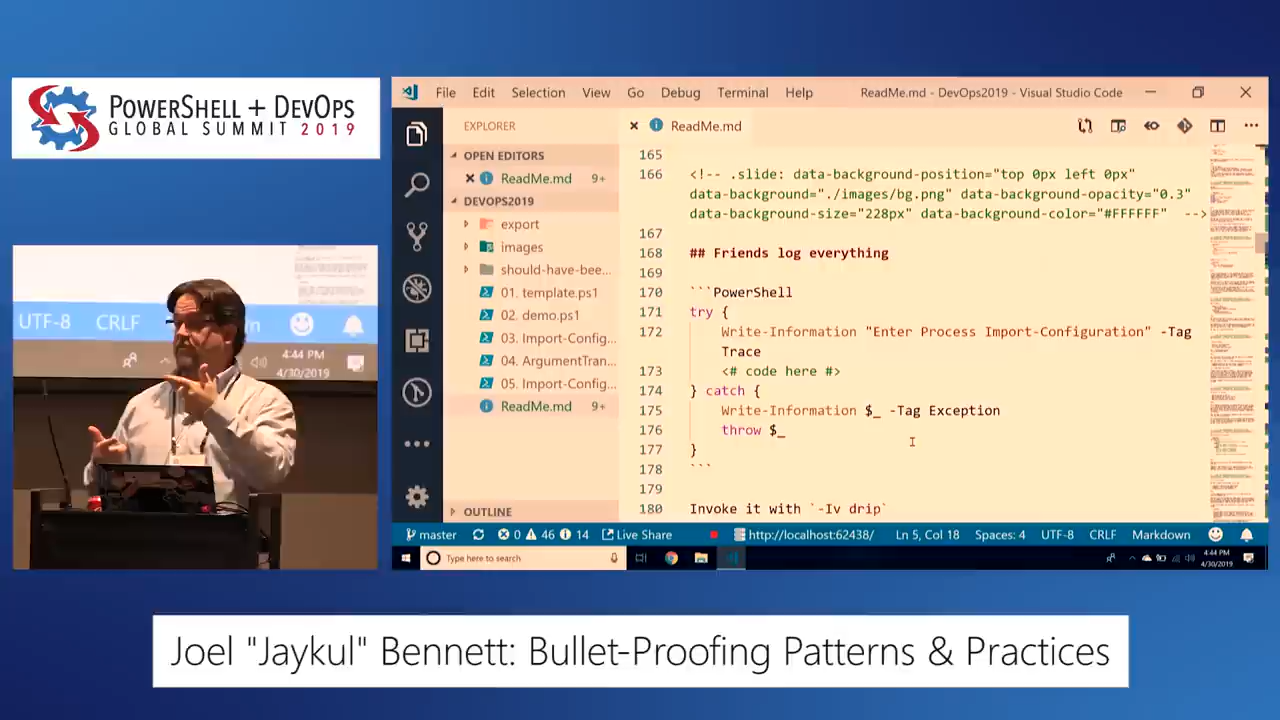 POWERSHELL + DEVOPS
GLOBAL SUMMIT 2019
File Edit Selection View Go Debug Terminal Help ReadMe.md - DevOps2019 - Visual Studio Code
EXPLORER
ReadMe.md
OPEN EDITORS
ReadMe.md 9+
DEVOPS2019
export
images
should-have-bee...
01. template.ps1
02. demo.ps1
03. Import-Config...
04. ArgumentTran...
05. Import-Config...
ReadMe.md 9+
OUTLINE
165
166 <!-- .slide: data-background-position="top 0px left 0px"
data-background="./images/bg.png" data-background-opacity="0.3"
data-background-size="228px" data-background-color="#FFFFFF" -->
167
168 ## Friends log everything
169
170 ```PowerShell
171 try {
172 Write-Information "Enter Process Import-Configuration" -Tag
Trace
173 <# code here #>
174 } catch {
175 Write-Information $_ -Tag Exception
176 throw $_
177 }
178 ```
179
180 Invoke it with `-Iv drip`
master 0 46 14 Live Share http://localhost:62438/ Ln 5, Col 18 Spaces: 4 UTF-8 CRLF Markdown
Type here to search
4:44 PM
4/30/2019
UTF-8 CRLF
4:44 PM
4/30/2019
Joel "Jaykul" Bennett: Bullet-Proofing Patterns & Practices